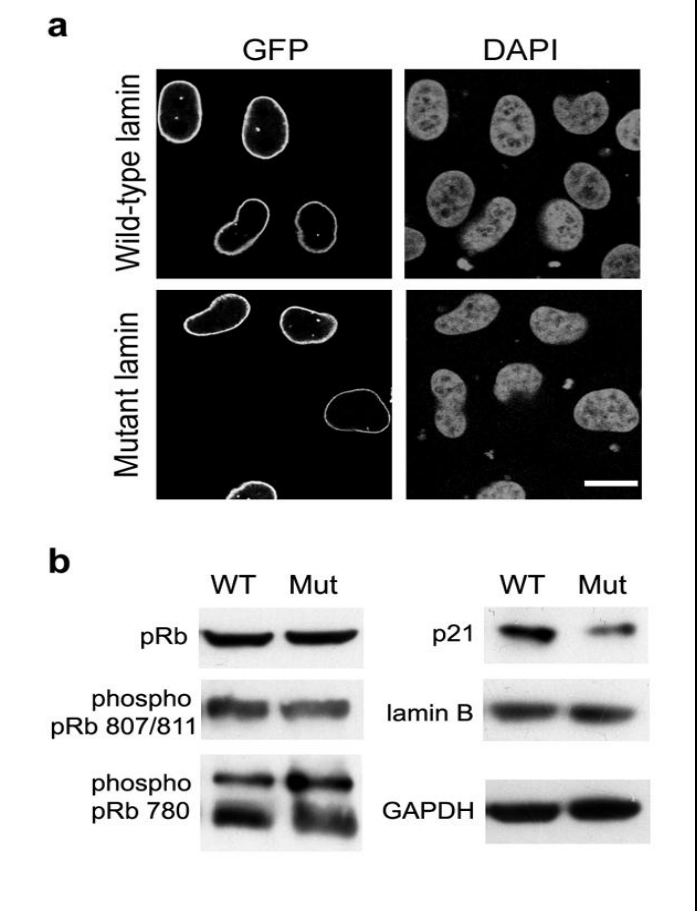 a
GFP DAPI
Wild-type lamin
Mutant lamin
b
WT Mut
pRb
phospho
pRb 807/811
phospho
pRb 780
WT Mut
p21
lamin B
GAPDH